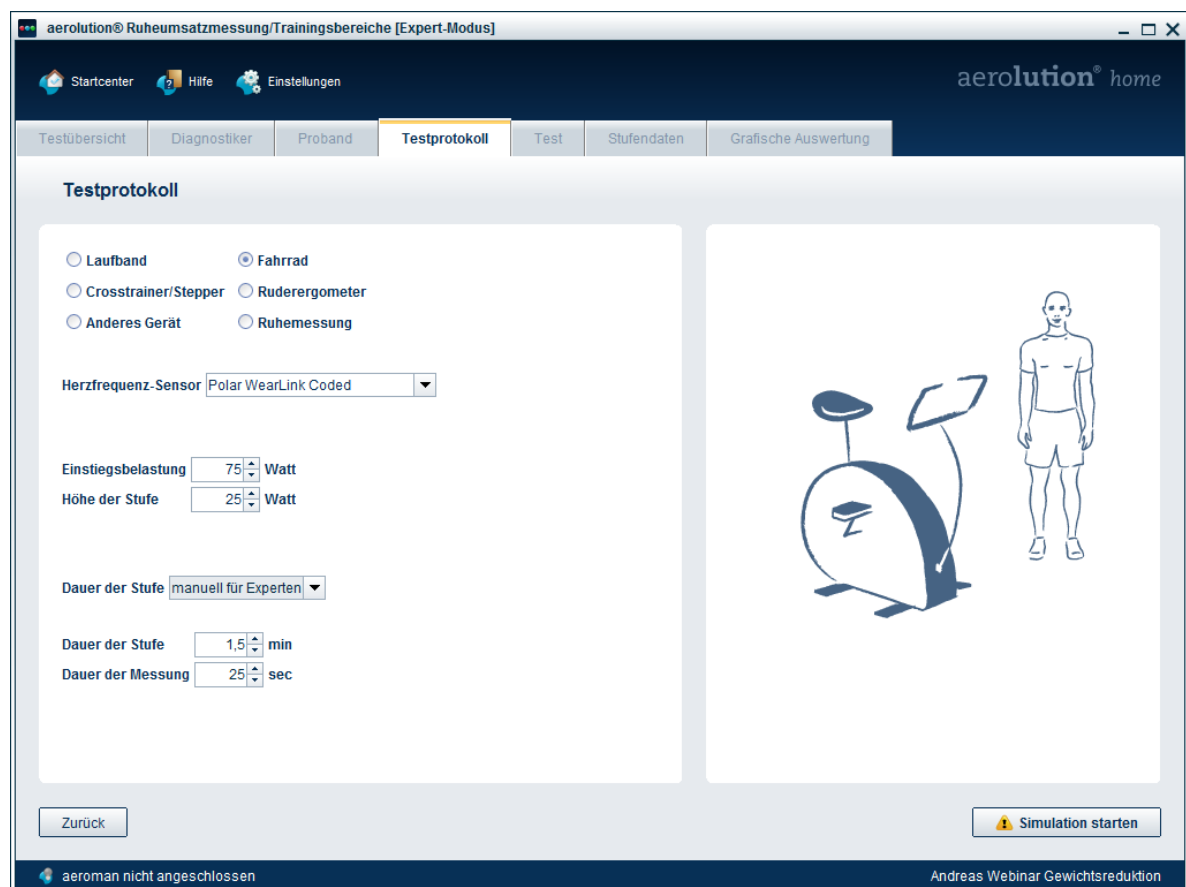 aerolution® Ruheumsatzmessung/Trainingsbereiche [Expert-Modus]
Startcenter Hilfe Einstellungen
aerolution® home
Testübersicht Diagnostiker Proband Testprotokoll Test Stufendaten Grafische Auswertung
Testprotokoll
Laufband Fahrrad
Crosstrainer/Stepper Ruderergometer
Anderes Gerät Ruhemessung
Herzfrequenz-Sensor Polar WearLink Coded
Einstiegsbelastung 75 Watt
Höhe der Stufe 25 Watt
Dauer der Stufe manuell für Experten
Dauer der Stufe 1,5 min
Dauer der Messung 25 sec
Zurück Simulation starten
aeroman nicht angeschlossen Andreas Webinar Gewichtsreduktion